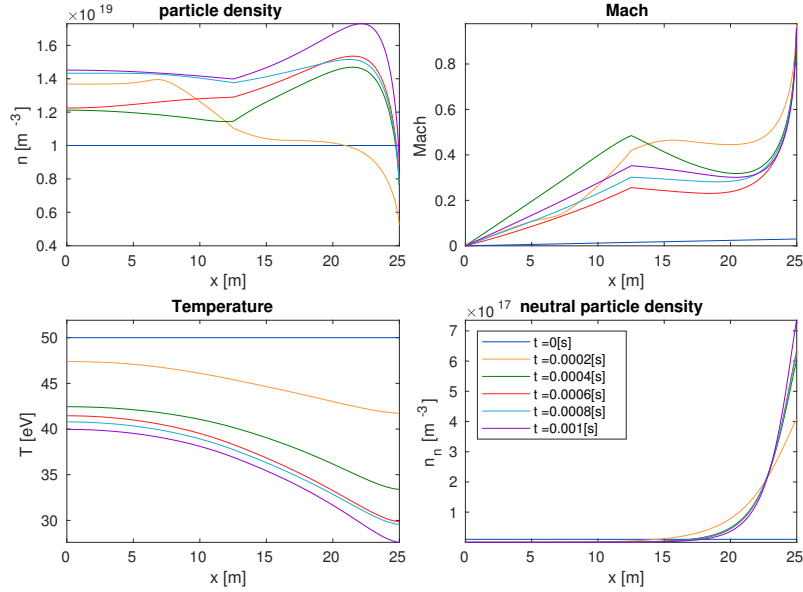 particle density
×10^19
n [m^-3]
1.6
1.4
1.2
1
0.8
0.6
0.4
0
5
10
15
20
25
x [m]
Mach
Mach
0.8
0.6
0.4
0.2
0
0
5
10
15
20
25
x [m]
Temperature
T [eV]
50
45
40
35
30
0
5
10
15
20
25
x [m]
neutral particle density
×10^17
n_n [m^-3]
7
6
5
4
3
2
1
0
5
10
15
20
25
x [m]
t =0[s]
t =0.0002[s]
t =0.0004[s]
t =0.0006[s]
t =0.0008[s]
t =0.001[s]